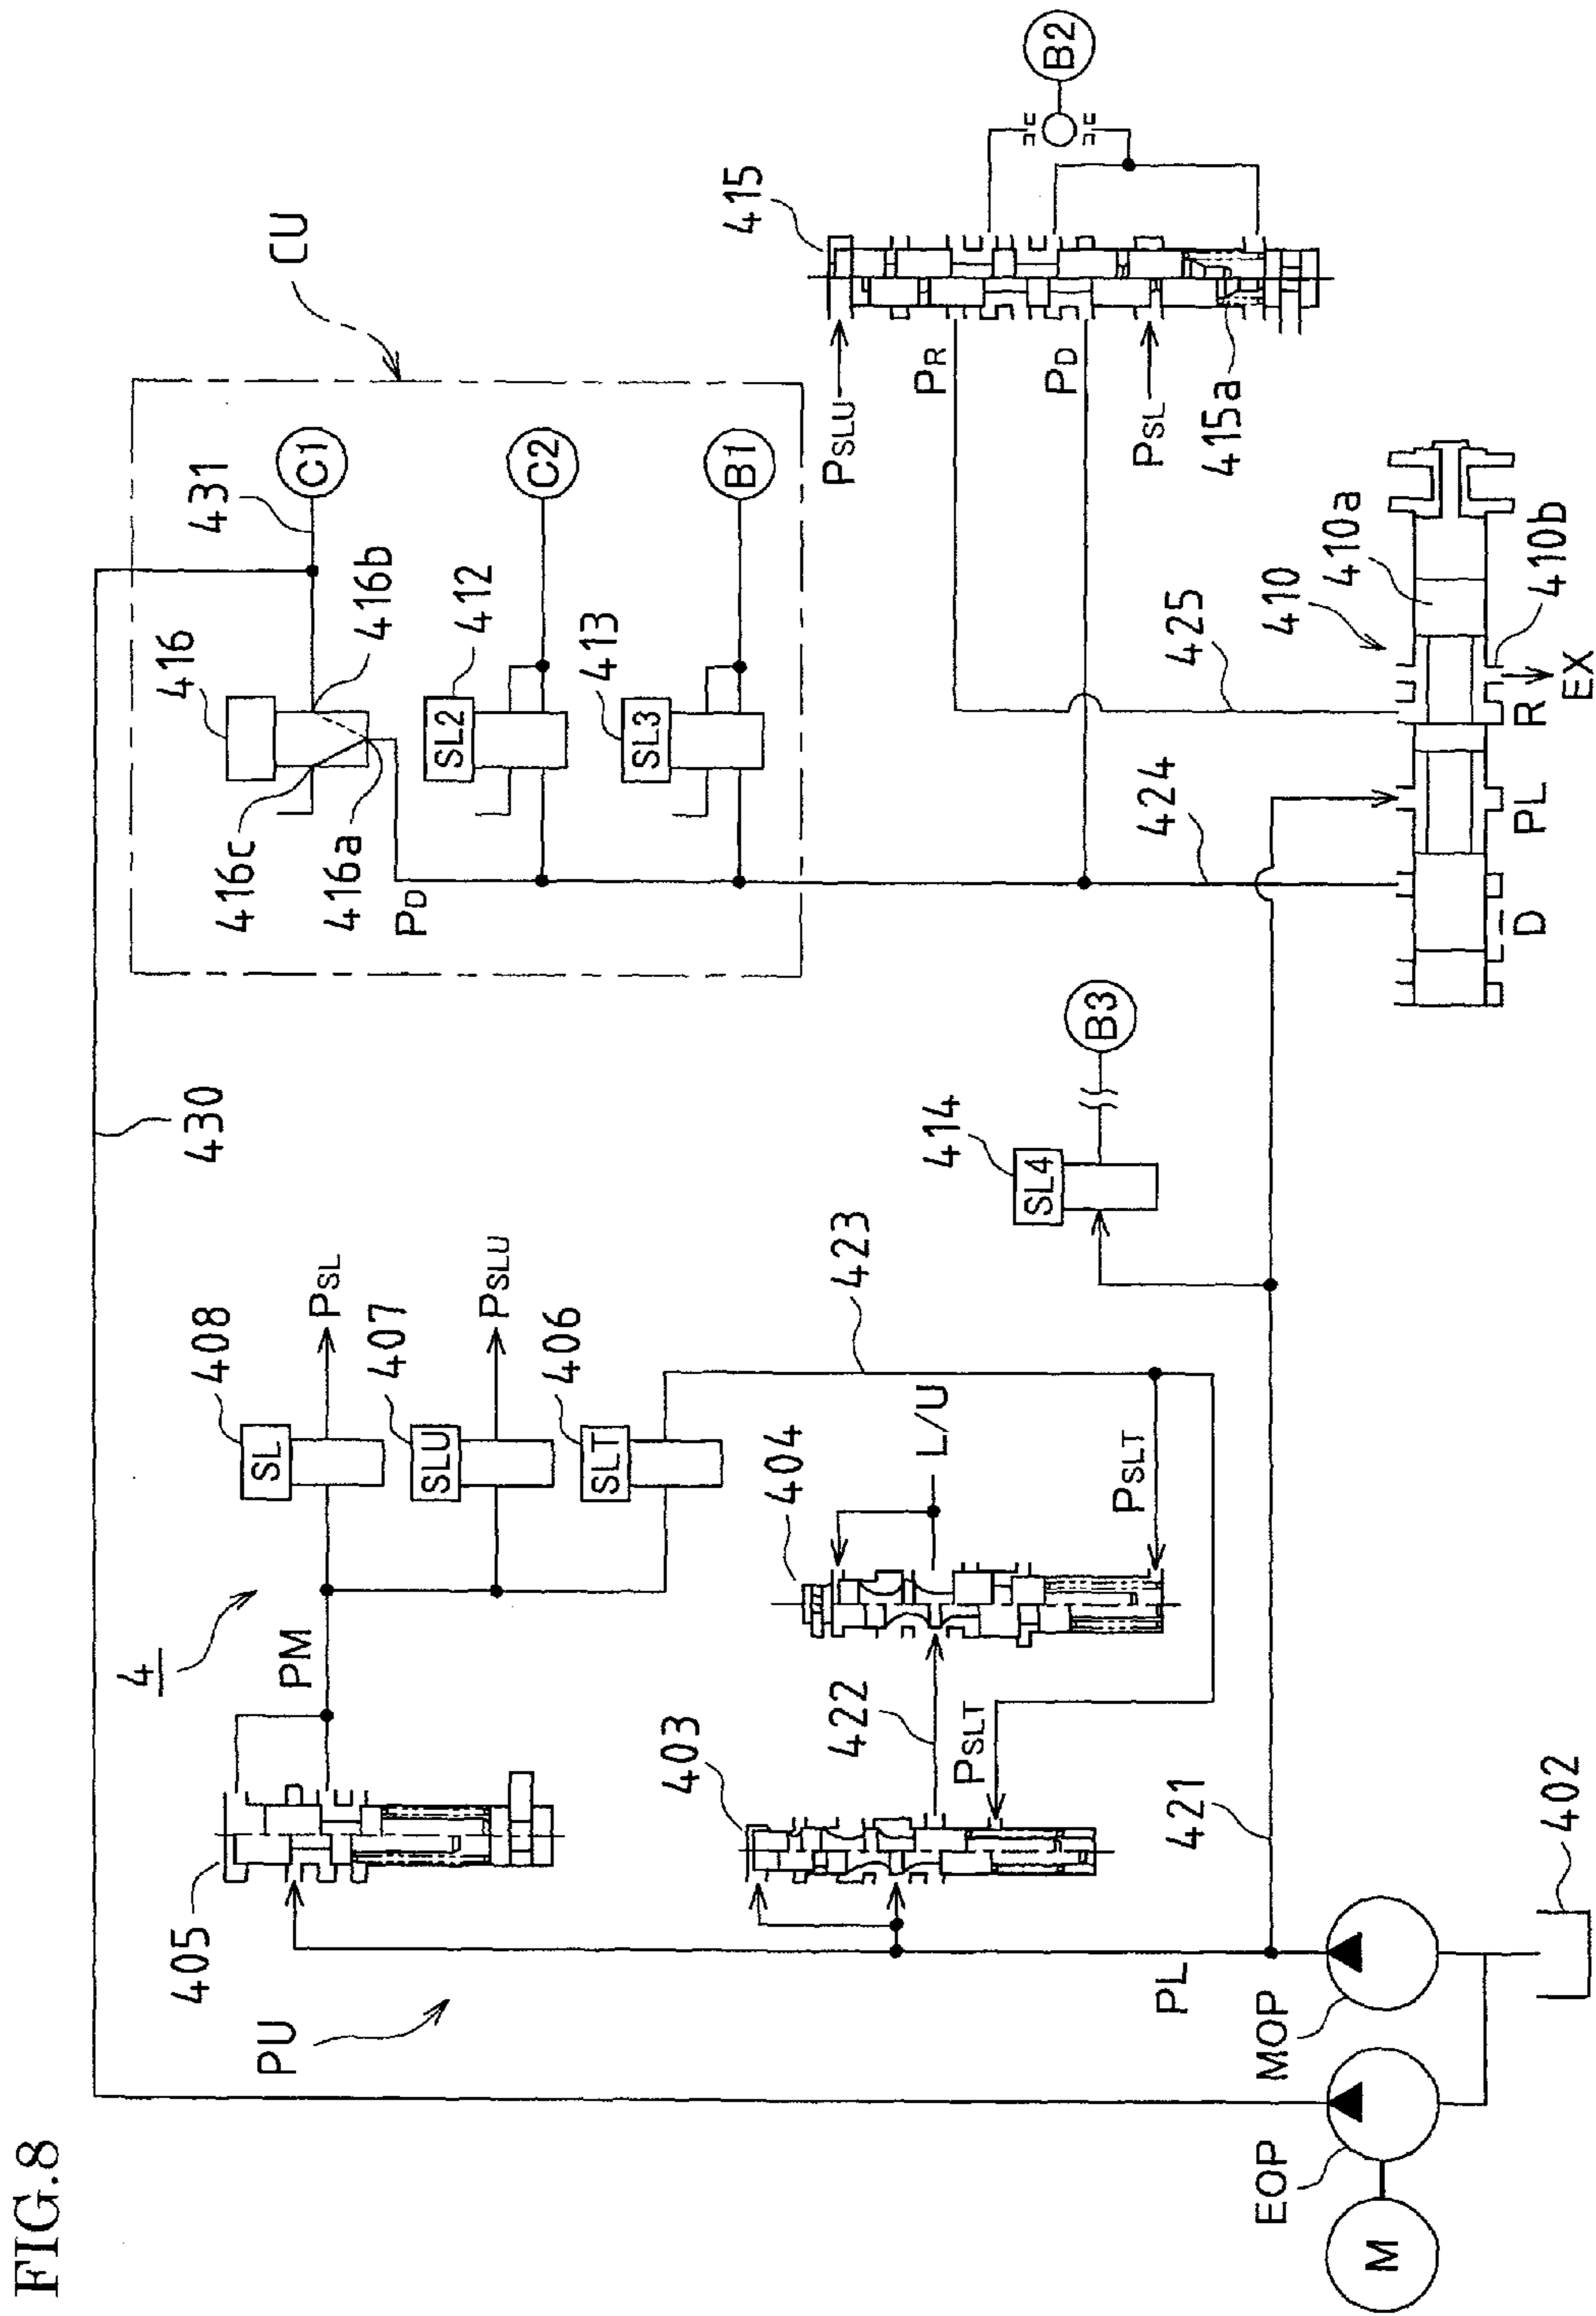 FIG.8
CU
416
431
C1
416b
416c
416a
PD
SL2
412
C2
SL3
413
B1
430
415
B2
PSLU
PR
PD
PSL
415a
424
425
410
410a
410b
D
PL
R
EX
4
PU
405
PM
SL
408
PSL
SLU
407
PSLU
SLT
406
423
SL4
414
B3
403
422
404
L/U
PSLT
PSLT
421
PL
MOP
EOP
M
402